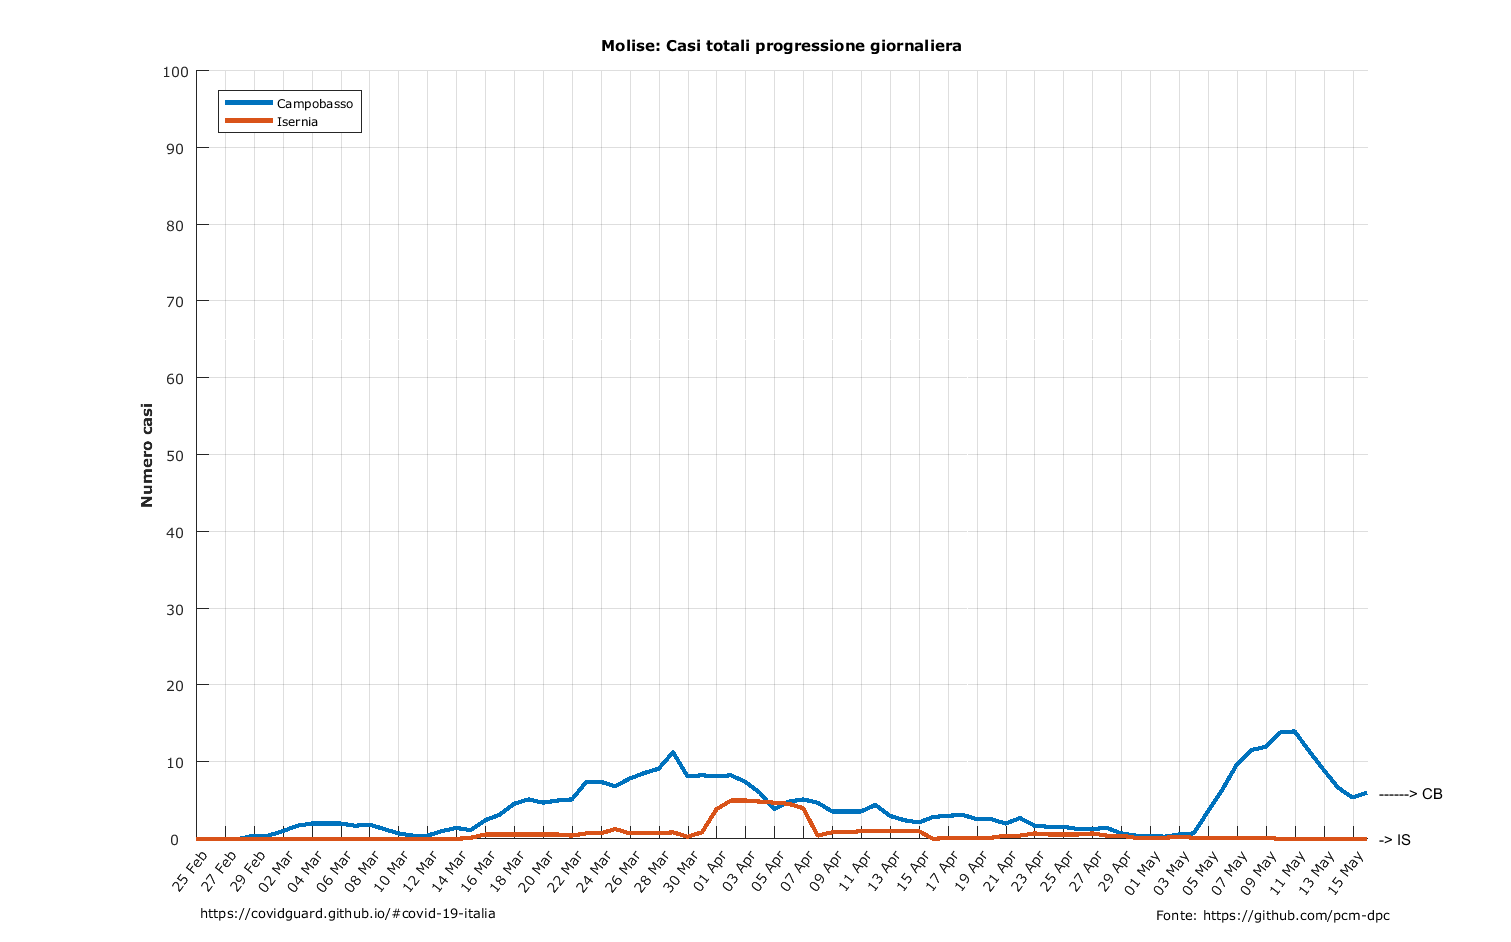 Molise: Casi totali progressione giornaliera
Campobasso
Isernia
Numero casi
100
90
80
70
60
50
40
30
20
10
0
25 Feb
27 Feb
29 Feb
02 Mar
04 Mar
06 Mar
08 Mar
10 Mar
12 Mar
14 Mar
16 Mar
18 Mar
20 Mar
22 Mar
24 Mar
26 Mar
28 Mar
30 Mar
01 Apr
03 Apr
05 Apr
07 Apr
09 Apr
11 Apr
13 Apr
15 Apr
17 Apr
19 Apr
21 Apr
23 Apr
25 Apr
27 Apr
29 Apr
01 May
03 May
05 May
07 May
09 May
11 May
13 May
15 May
------> CB
-> IS
https://covidguard.github.io/#covid-19-italia
Fonte: https://github.com/pcm-dpc